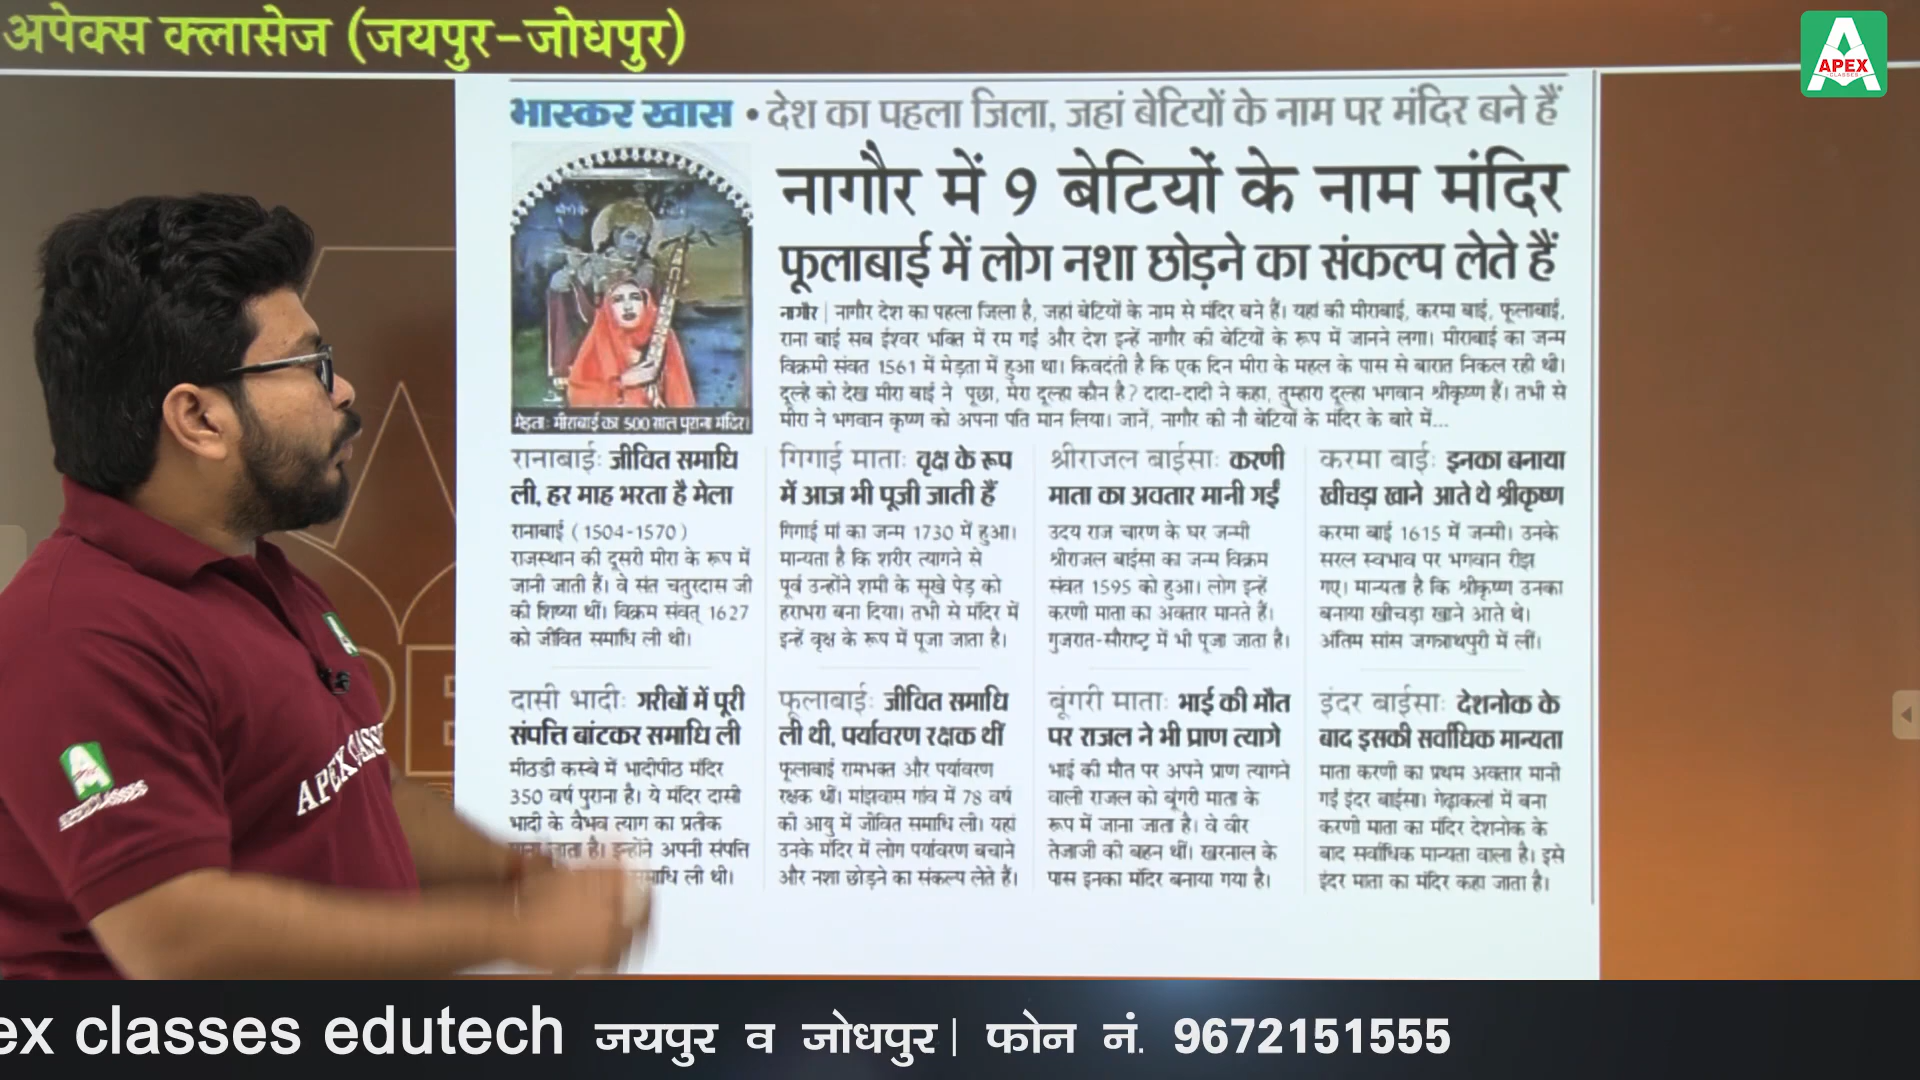 अपेक्स क्लासेज (जयपुर-जोधपुर)
APEX
CLASSES
भास्कर खास • देश का पहला जिला, जहां बेटियों के नाम पर मंदिर बने हैं
नागौर में 9 बेटियों के नाम मंदिर
फूलाबाई में लोग नशा छोड़ने का संकल्प लेते हैं
नागौर | नागौर देश का पहला जिला है, जहां बेटियों के नाम से मंदिर बने हैं। यहां की मीराबाई, करमा बाई, फूलाबाई,
राना बाई सब ईश्वर भक्ति में रम गईं और देश इन्हें नागौर की बेटियों के रूप में जानने लगा। मीराबाई का जन्म
विक्रमी संवत 1561 में मेड़ता में हुआ था। किवदंती है कि एक दिन मीरा के महल के पास से बारात निकल रही थी।
दूल्हे को देख मीरा बाई ने पूछा, मेरा दूल्हा कौन है? दादा-दादी ने कहा, तुम्हारा दूल्हा भगवान श्रीकृष्ण हैं। तभी से
मीरा ने भगवान कृष्ण को अपना पति मान लिया। जानें, नागौर की नौ बेटियों के मंदिर के बारे में...
मेड़ताः मीराबाई का 500 साल पुराना मंदिर।
रानाबाईः जीवित समाधि
ली, हर माह भरता है मेला
रानाबाई (1504-1570)
राजस्थान की दूसरी मीरा के रूप में
जानी जाती हैं। वे संत चतुरदास जी
की शिष्या थीं। विक्रम संवत् 1627
को जीवित समाधि ली थी।
गिगाई माताः वृक्ष के रूप
में आज भी पूजी जाती हैं
गिगाई मां का जन्म 1730 में हुआ।
मान्यता है कि शरीर त्यागने से
पूर्व उन्होंने शमी के सूखे पेड़ को
हराभरा बना दिया। तभी से मंदिर में
इन्हें वृक्ष के रूप में पूजा जाता है।
श्रीराजल बाईसाः करणी
माता का अवतार मानी गईं
उदय राज चारण के घर जन्मी
श्रीराजल बाईसा का जन्म विक्रम
संवत 1595 को हुआ। लोग इन्हें
करणी माता का अवतार मानते हैं।
गुजरात-सौराष्ट्र में भी पूजा जाता है।
करमा बाईः इनका बनाया
खीचड़ा खाने आते थे श्रीकृष्ण
करमा बाई 1615 में जन्मी। उनके
सरल स्वभाव पर भगवान रीझ
गए। मान्यता है कि श्रीकृष्ण उनका
बनाया खीचड़ा खाने आते थे।
अंतिम सांस जगन्नाथपुरी में लीं।
दासी भादीः गरीबों में पूरी
संपत्ति बांटकर समाधि ली
मीठडी कस्बे में भादीपीठ मंदिर
350 वर्ष पुराना है। ये मंदिर दासी
भादी के वैभव त्याग का प्रतीक
माना जाता है। इन्होंने अपनी संपत्ति
समाधि ली थी।
फूलाबाईः जीवित समाधि
ली थी, पर्यावरण रक्षक थीं
फूलाबाई रामभक्त और पर्यावरण
रक्षक थीं। मांझवास गांव में 78 वर्ष
की आयु में जीवित समाधि ली। यहां
उनके मंदिर में लोग पर्यावरण बचाने
और नशा छोड़ने का संकल्प लेते हैं।
बूंगरी माताः भाई की मौत
पर राजल ने भी प्राण त्यागे
भाई की मौत पर अपने प्राण त्यागने
वाली राजल को बूंगरी माता के
रूप में जाना जाता है। वे वीर
तेजाजी की बहन थीं। खरनाल के
पास इनका मंदिर बनाया गया है।
इंदर बाईसाः देशनोक के
बाद इसकी सर्वाधिक मान्यता
माता करणी का प्रथम अवतार मानी
गई इंदर बाईसा। गेढ़ाकलां में बना
करणी माता का मंदिर देशनोक के
बाद सर्वाधिक मान्यता वाला है। इसे
इंदर माता का मंदिर कहा जाता है।
APEX CLASSES
ex classes edutech जयपुर व जोधपुर| फोन नं. 9672151555